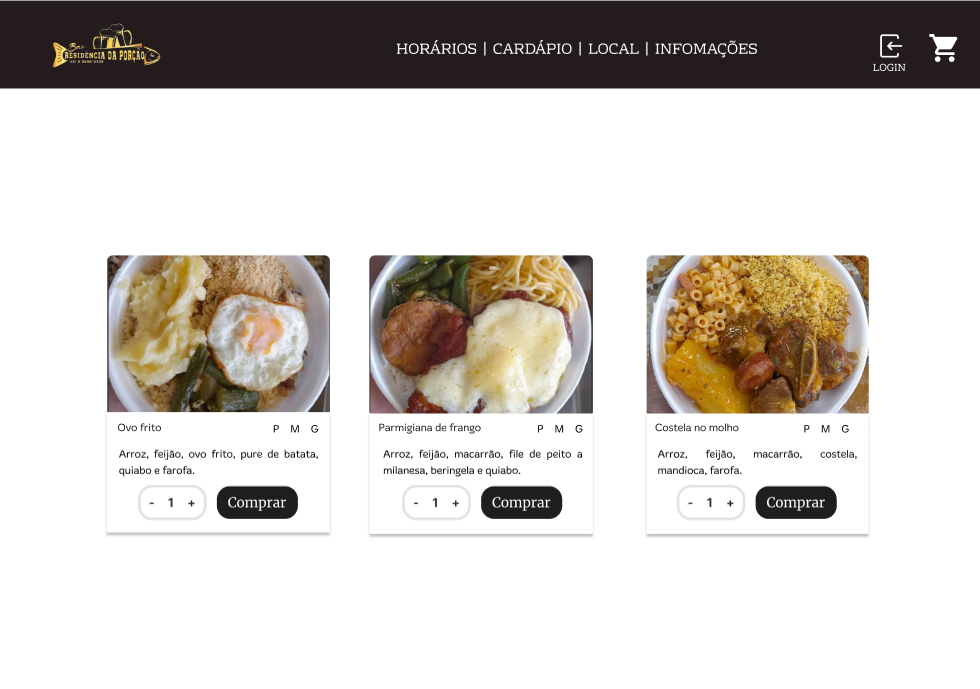 Bar
RESIDÊNCIA DA PORÇÃO
HORÁRIOS | CARDÁPIO | LOCAL | INFOMAÇÕES
LOGIN
Ovo frito P M G
Arroz, feijão, ovo frito, pure de batata,
quiabo e farofa.
- 1 + Comprar
Parmigiana de frango P M G
Arroz, feijão, macarrão, file de peito a
milanesa, beringela e quiabo.
- 1 + Comprar
Costela no molho P M G
Arroz, feijão, macarrão, costela,
mandioca, farofa.
- 1 + Comprar